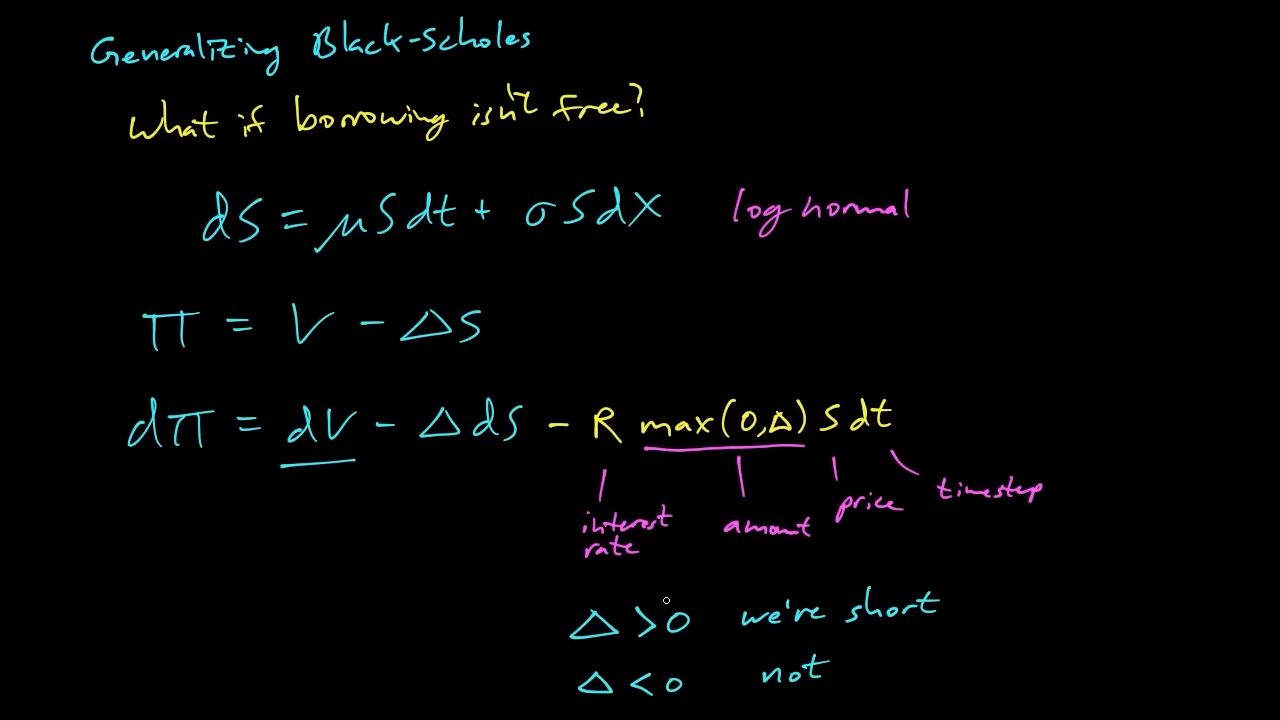 Generalizing Black-Scholes
What if borrowing isn't free?
dS = μSdt + σSdX log normal
Π = V - ΔS
dΠ = dV - ΔdS - R max(0,Δ) S dt
interest rate amount price timestep
Δ > 0 we're short
Δ < 0 not